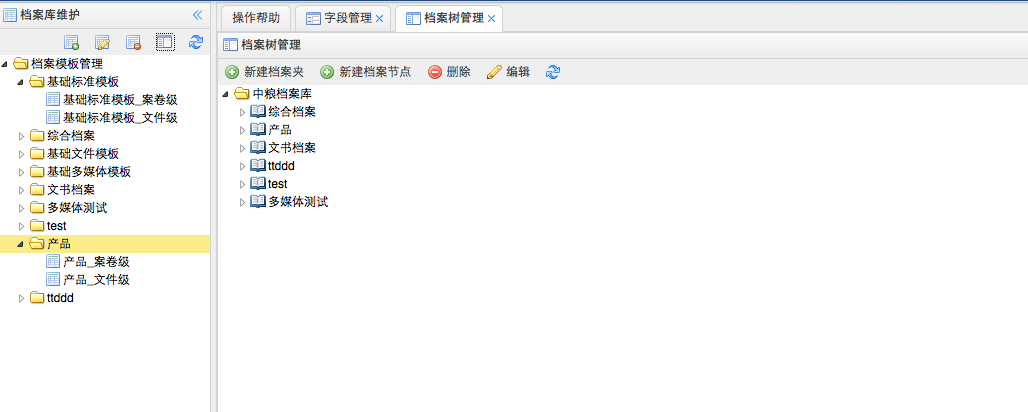 档案库维护
档案模板管理
基础标准模板
基础标准模板_案卷级
基础标准模板_文件级
综合档案
基础文件模板
基础多媒体模板
文书档案
多媒体测试
test
产品
产品_案卷级
产品_文件级
ttddd
操作帮助 字段管理 档案树管理
档案树管理
新建档案夹 新建档案节点 删除 编辑
中粮档案库
综合档案
产品
文书档案
ttddd
test
多媒体测试